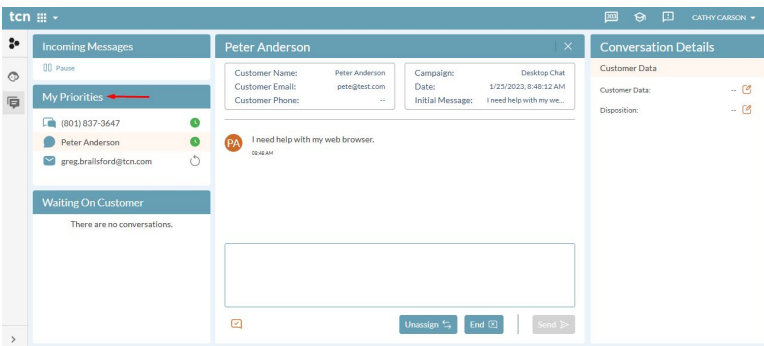 tcn
CATHY CARSON
Incoming Messages
Pause
My Priorities
(801) 837-3647
Peter Anderson
greg.brailsford@tcn.com
Waiting On Customer
There are no conversations.
Peter Anderson
Customer Name: Peter Anderson
Customer Email: pete@test.com
Customer Phone: --
Campaign: Desktop Chat
Date: 1/25/2023, 8:48:12 AM
Initial Message: I need help with my we...
PA
I need help with my web browser.
08:48 AM
Unassign
End
Send
Conversation Details
Customer Data
Customer Data: --
Disposition: --